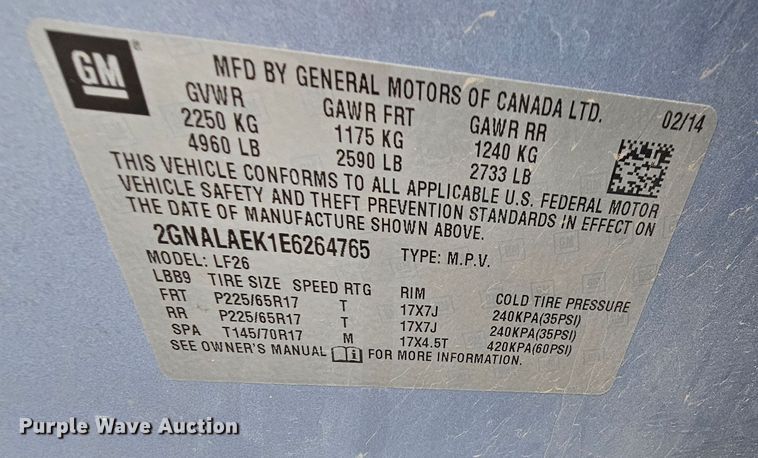 GM
MFD BY GENERAL MOTORS OF CANADA LTD. 02/14
GVWR GAWR FRT GAWR RR
2250 KG 1175 KG 1240 KG
4960 LB 2590 LB 2733 LB
THIS VEHICLE CONFORMS TO ALL APPLICABLE U.S. FEDERAL MOTOR
VEHICLE SAFETY AND THEFT PREVENTION STANDARDS IN EFFECT ON
THE DATE OF MANUFACTURE SHOWN ABOVE.
2GNALAEK1E6264765 TYPE: M.P.V.
MODEL: LF26
LBB9 TIRE SIZE SPEED RTG RIM COLD TIRE PRESSURE
FRT P225/65R17 T 17X7J 240KPA(35PSI)
RR P225/65R17 T 17X7J 240KPA(35PSI)
SPA T145/70R17 M 17X4.5T 420KPA(60PSI)
SEE OWNER'S MANUAL FOR MORE INFORMATION.
Purple Wave Auction